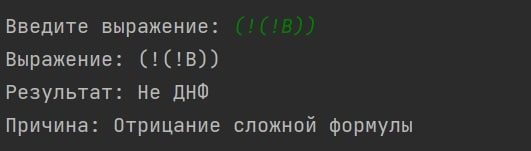 Введите выражение: (!(!B))
Выражение: (!(!B))
Результат: Не ДНФ
Причина: Отрицание сложной формулы